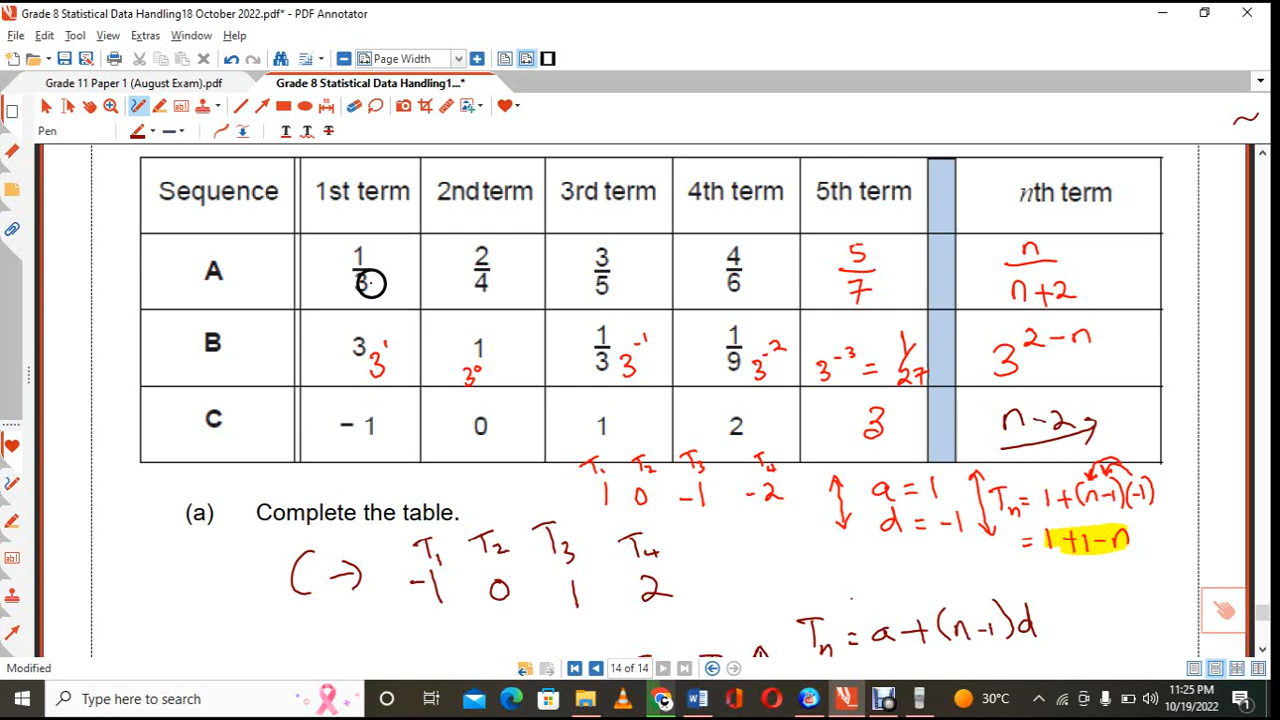 Grade 8 Statistical Data Handling18 October 2022.pdf* - PDF Annotator
File Edit Tool View Extras Window Help
Page Width
Grade 11 Paper 1 (August Exam).pdf Grade 8 Statistical Data Handling1...*
Pen
Sequence 1st term 2nd term 3rd term 4th term 5th term nth term
A 1/3 2/4 3/5 4/6 5/7 n/n+2
B 3 3^1 1 3^0 1/3 3^-1 1/9 3^-2 3^-3 = 1/27 3^2-n
C - 1 0 1 2 3 n-2
T1 T2 T3 T4
1 0 -1 -2 a = 1 Tn = 1+(n-1)(-1)
d = -1 = 1+1-n
(a) Complete the table.
T1 T2 T3 T4
C → -1 0 1 2
Tn = a+(n-1)d
Modified 14 of 14
Type here to search 30°C 11:25 PM
10/19/2022